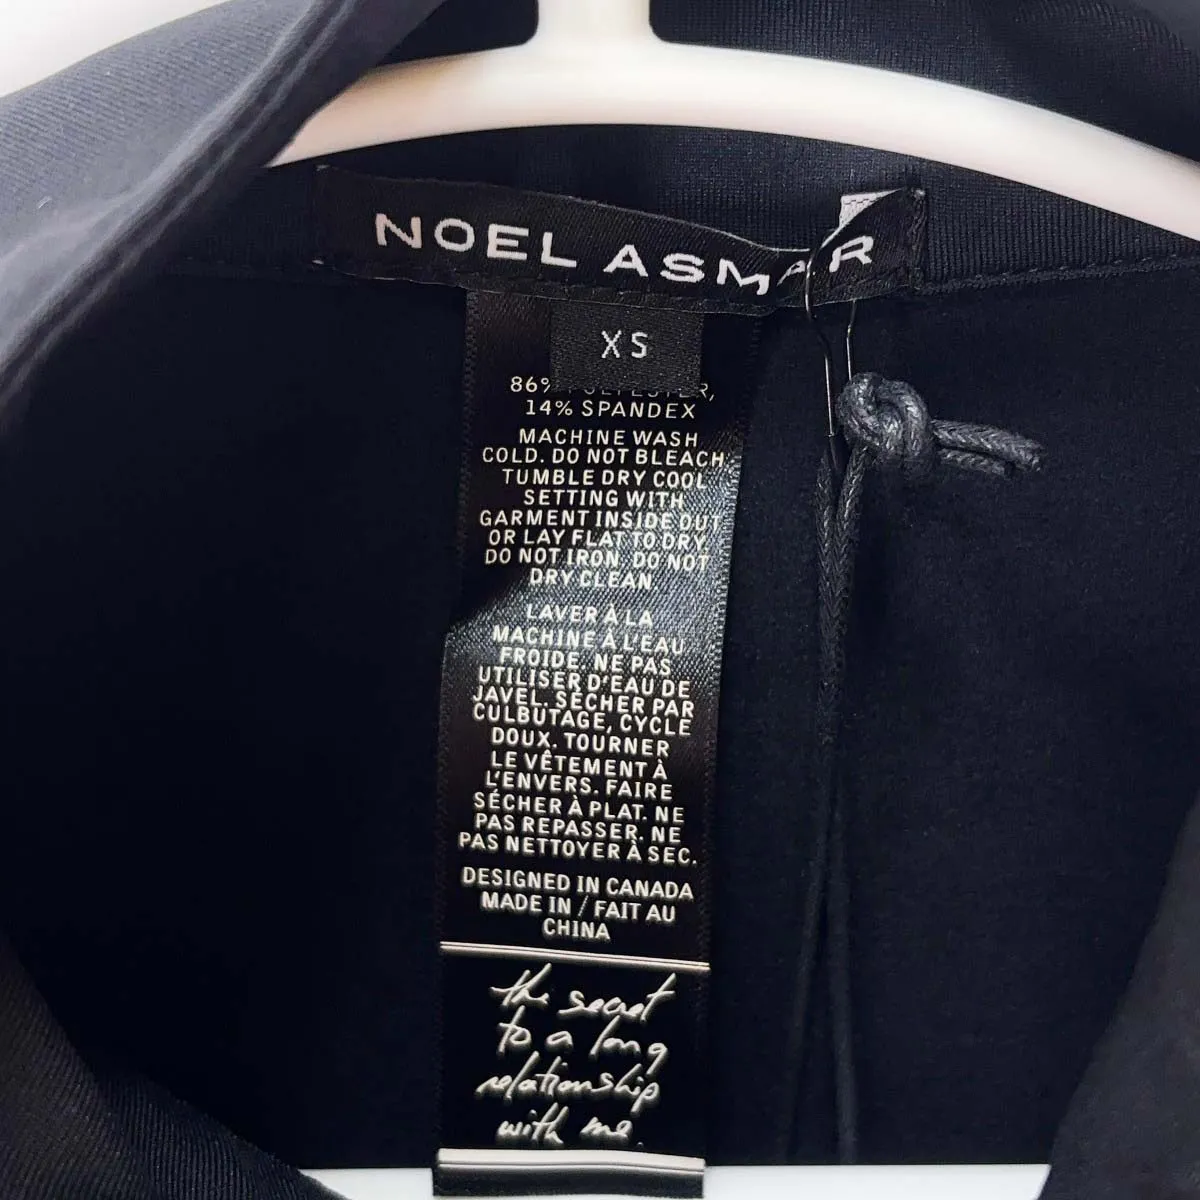 NOEL ASMAR
XS
86% POLYESTER,
14% SPANDEX
MACHINE WASH
COLD. DO NOT BLEACH
TUMBLE DRY COOL
SETTING WITH
GARMENT INSIDE OUT
OR LAY FLAT TO DRY
DO NOT IRON. DO NOT
DRY CLEAN
LAVER À LA
MACHINE À L'EAU
FROIDE. NE PAS
UTILISER D'EAU DE
JAVEL. SÉCHER PAR
CULBUTAGE, CYCLE
DOUX. TOURNER
LE VÊTEMENT À
L'ENVERS. FAIRE
SÉCHER À PLAT. NE
PAS REPASSER. NE
PAS NETTOYER À SEC.
DESIGNED IN CANADA
MADE IN / FAIT AU
CHINA
the secret
to a long
relationship
with me.